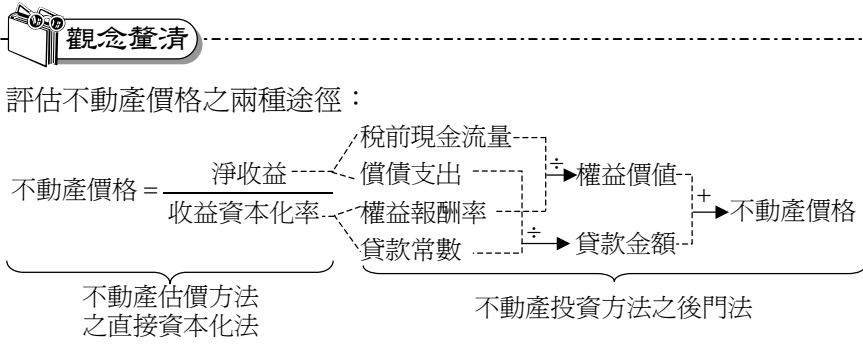 觀念釐清
評估不動產價格之兩種途徑：
不動產價格 = 淨收益 / 收益資本化率
稅前現金流量
償債支出
權益報酬率
貸款常數
÷
權益價值
÷
貸款金額
+
不動產價格
不動產估價方法
之直接資本化法
不動產投資方法之後門法